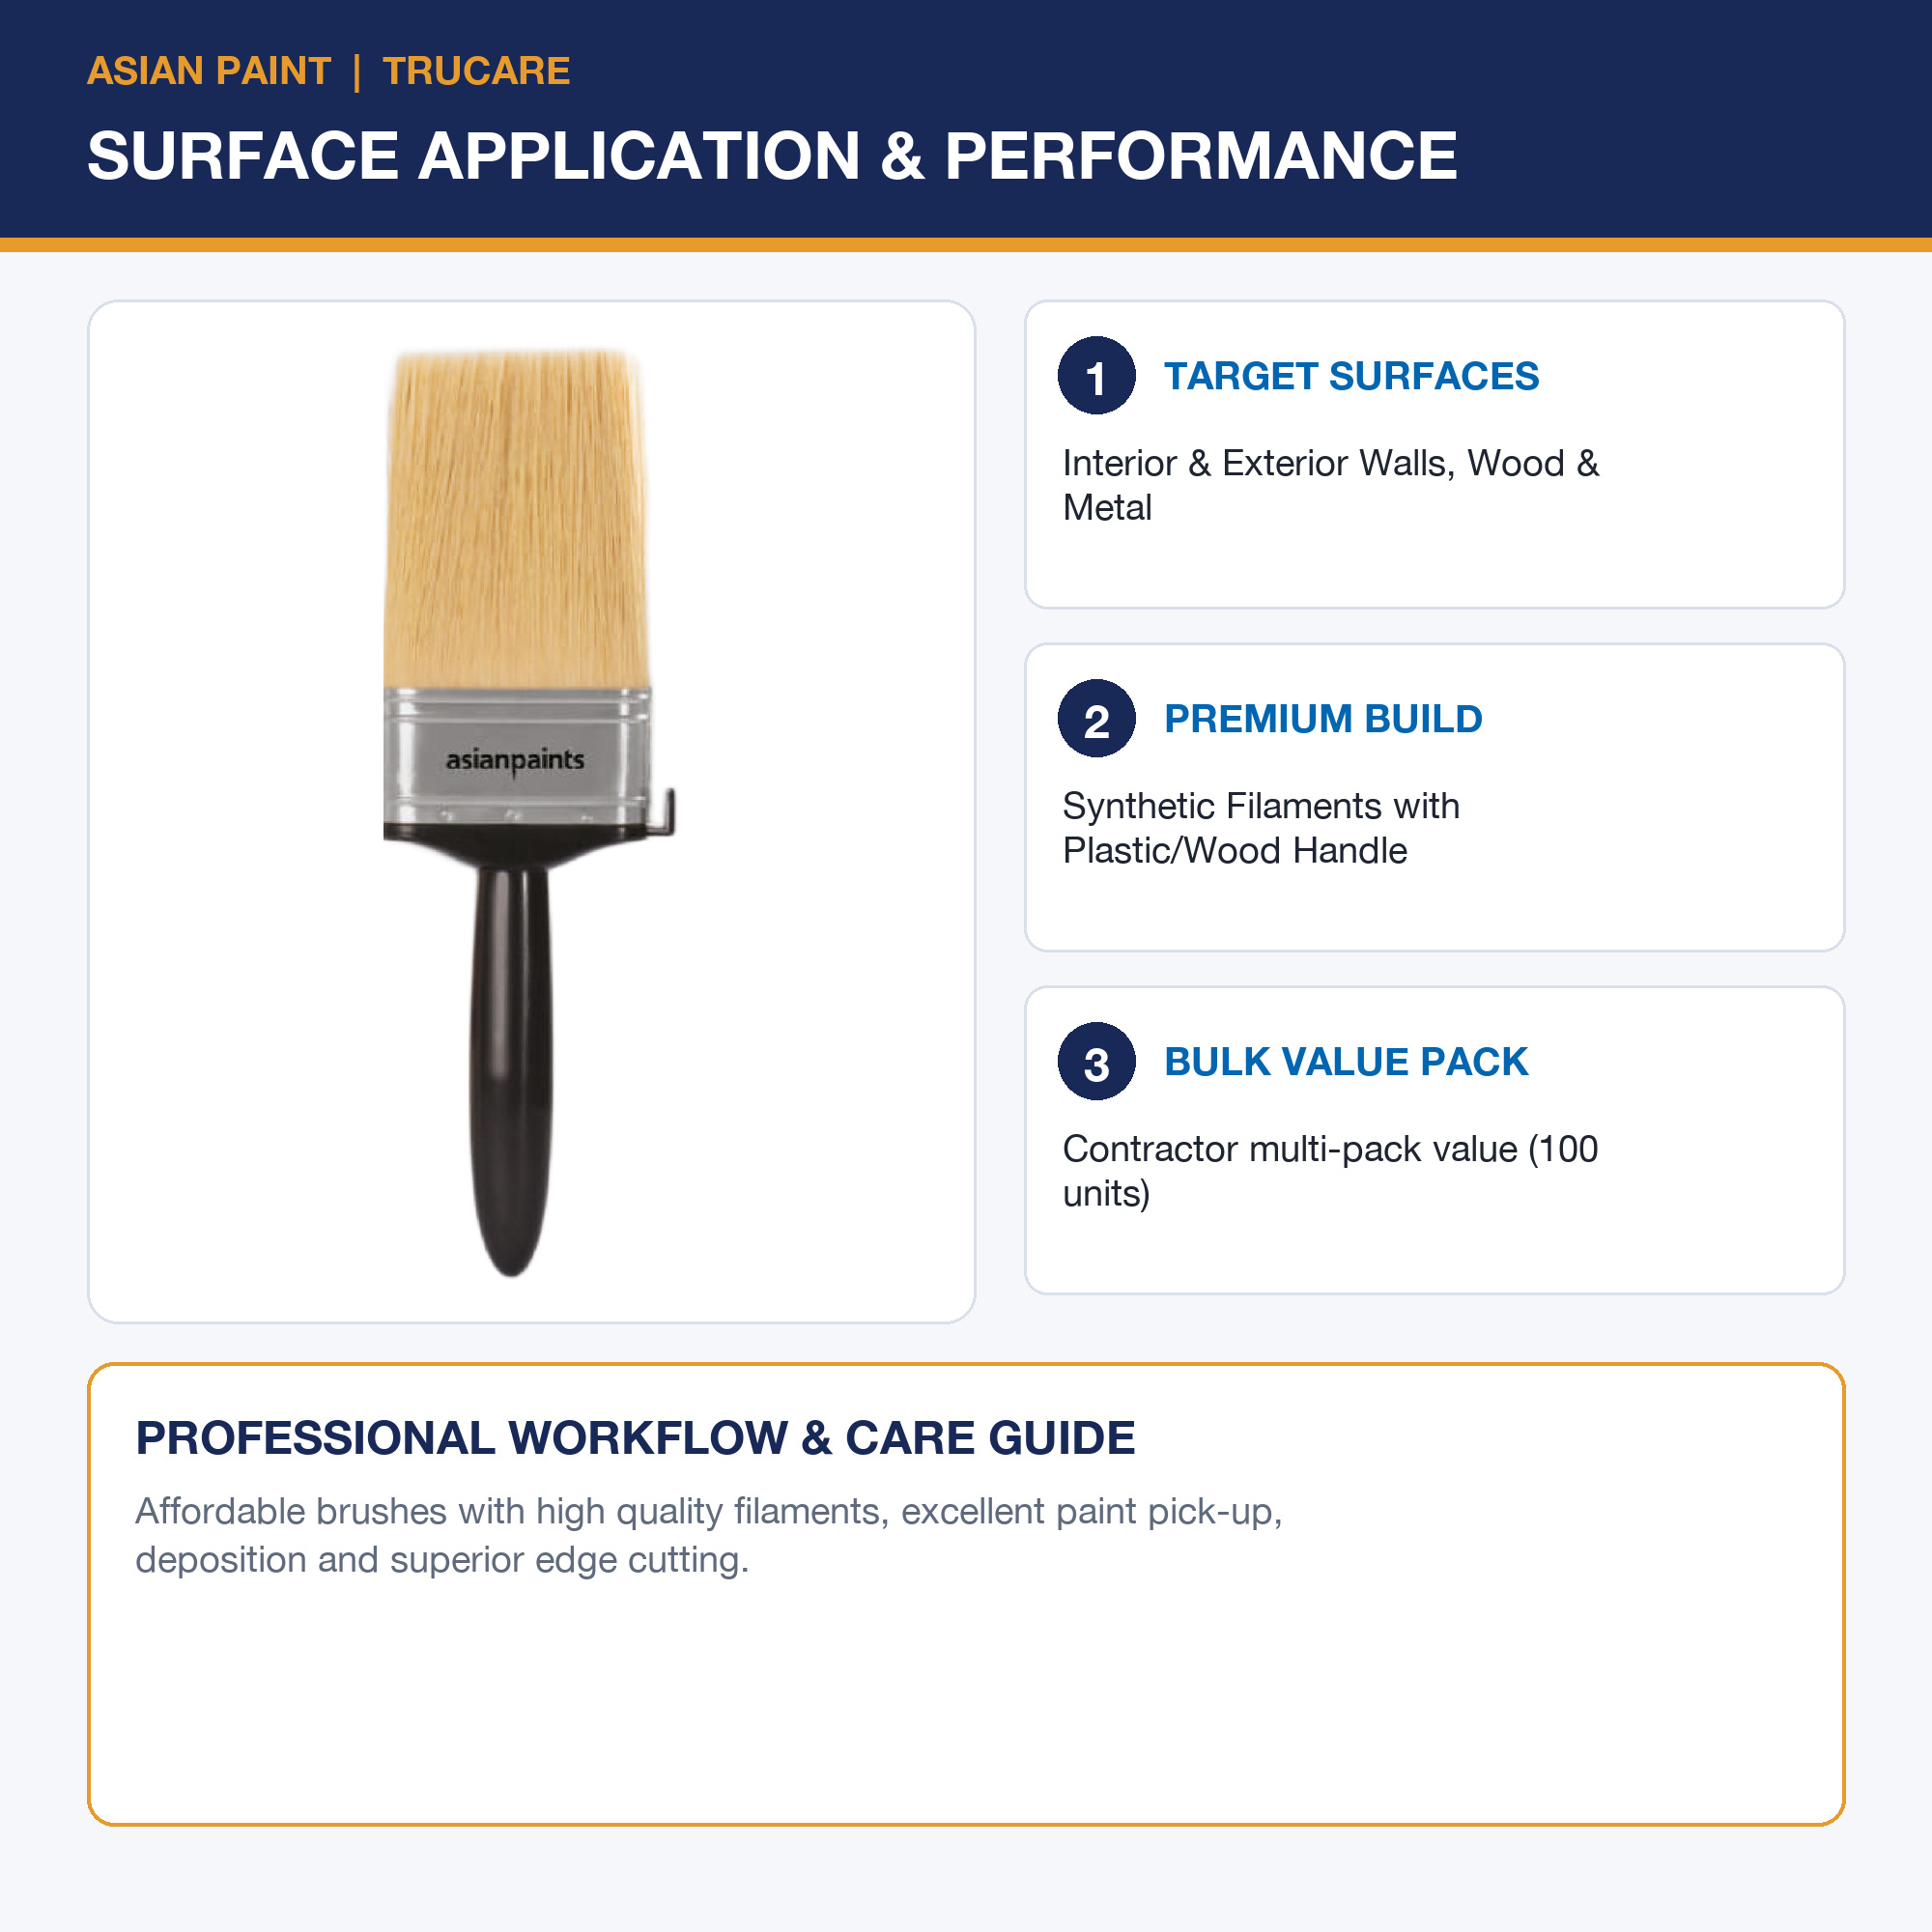 ASIAN PAINT | TRUCARE
SURFACE APPLICATION & PERFORMANCE
asianpaints
1 TARGET SURFACES
Interior & Exterior Walls, Wood &
Metal
2 PREMIUM BUILD
Synthetic Filaments with
Plastic/Wood Handle
3 BULK VALUE PACK
Contractor multi-pack value (100
units)
PROFESSIONAL WORKFLOW & CARE GUIDE
Affordable brushes with high quality filaments, excellent paint pick-up,
deposition and superior edge cutting.